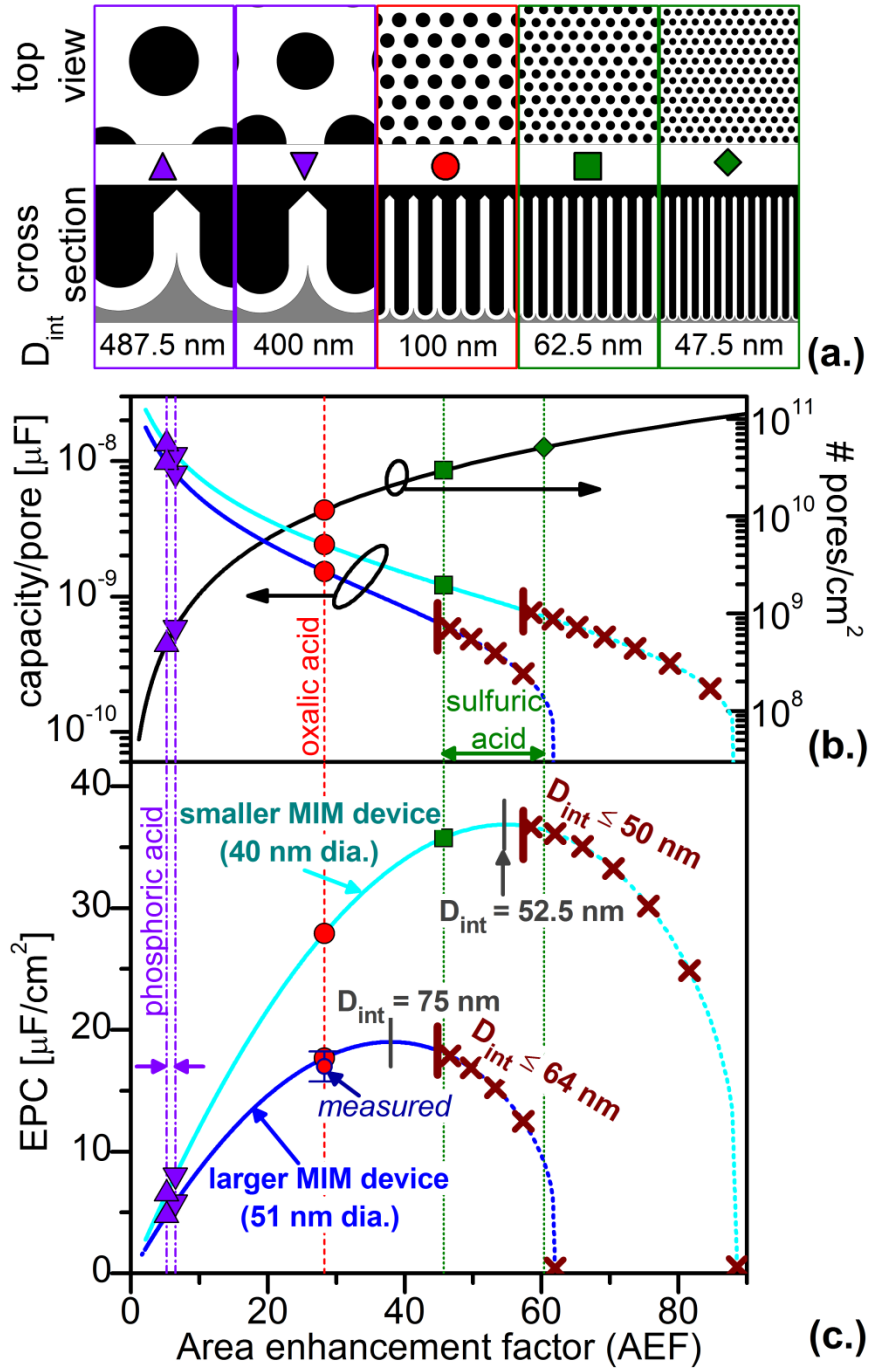 top
view
cross
section
D_int
487.5 nm
400 nm
100 nm
62.5 nm
47.5 nm
(a.)
capacity/pore [µF]
10^-8
10^-9
10^-10
10^11
10^10
10^9
10^8
# pores/cm^2
oxalic acid
sulfuric
acid
(b.)
EPC [µF/cm^2]
40
30
20
10
0
phosphoric acid
smaller MIM device
(40 nm dia.)
D_int ≤ 50 nm
D_int = 52.5 nm
D_int = 75 nm
D_int ≤ 64 nm
measured
larger MIM device
(51 nm dia.)
0
20
40
60
80
Area enhancement factor (AEF)
(c.)